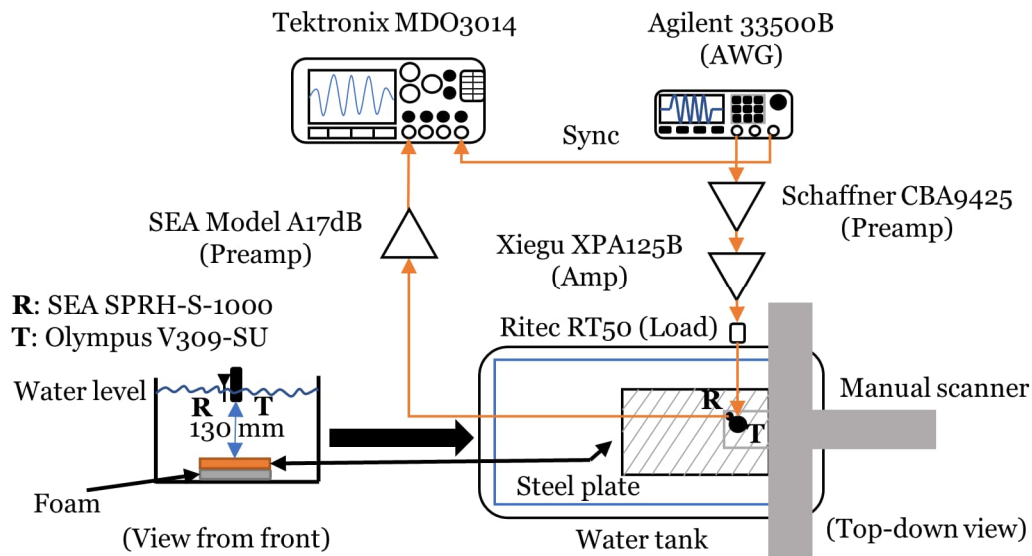 Tektronix MDO3014
Agilent 33500B
(AWG)
Sync
SEA Model A17dB
(Preamp)
Schaffner CBA9425
(Preamp)
Xiegu XPA125B
(Amp)
R: SEA SPRH-S-1000
T: Olympus V309-SU
Ritec RT50 (Load)
Water level
R T
130 mm
R
T
Manual scanner
Foam
Steel plate
(View from front)
Water tank
(Top-down view)